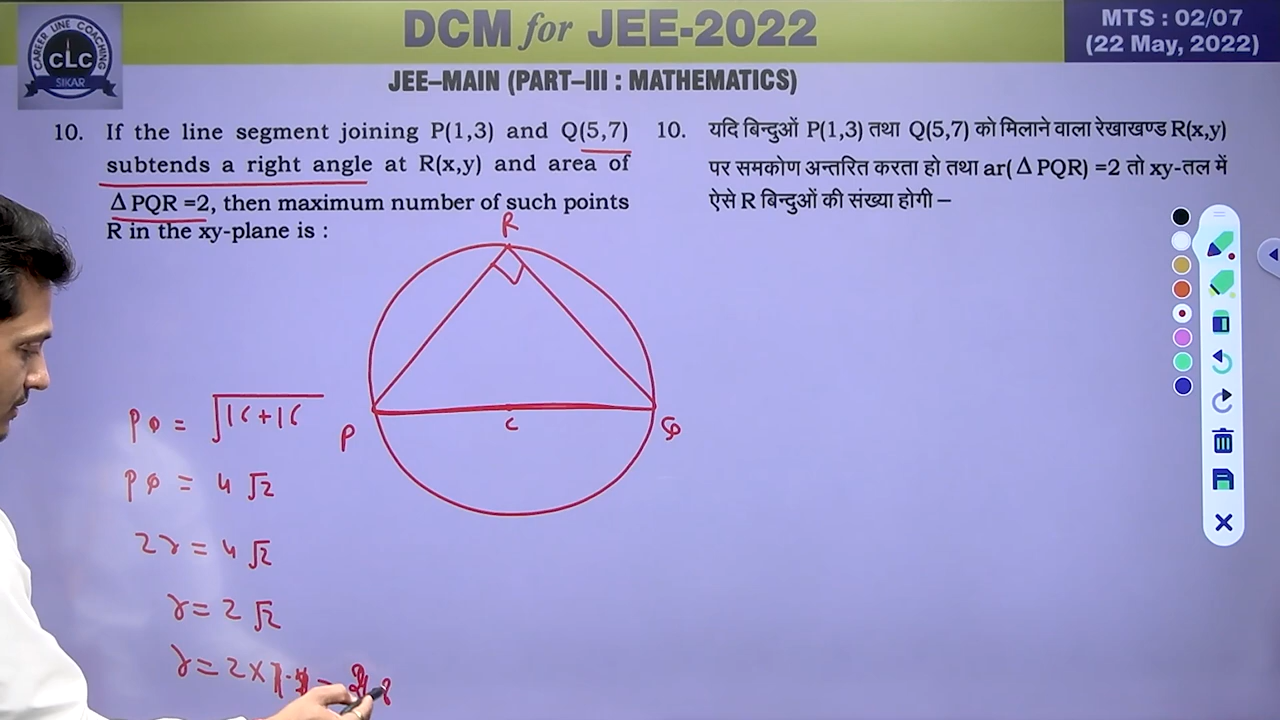 CAREER LINE COACHING
CLC
SIKAR
DCM for JEE-2022
MTS : 02/07
(22 May, 2022)
JEE–MAIN (PART–III : MATHEMATICS)
10. If the line segment joining P(1,3) and Q(5,7)
subtends a right angle at R(x,y) and area of
Δ PQR =2, then maximum number of such points
R in the xy-plane is :
10. यदि बिन्दुओं P(1,3) तथा Q(5,7) को मिलाने वाला रेखाखण्ड R(x,y)
पर समकोण अन्तरित करता हो तथा ar( Δ PQR) =2 तो xy-तल में
ऐसे R बिन्दुओं की संख्या होगी –
R
P
C
Q
PQ = √16+16
PQ = 4 √2
2r = 4 √2
r = 2 √2
r = 2 ×